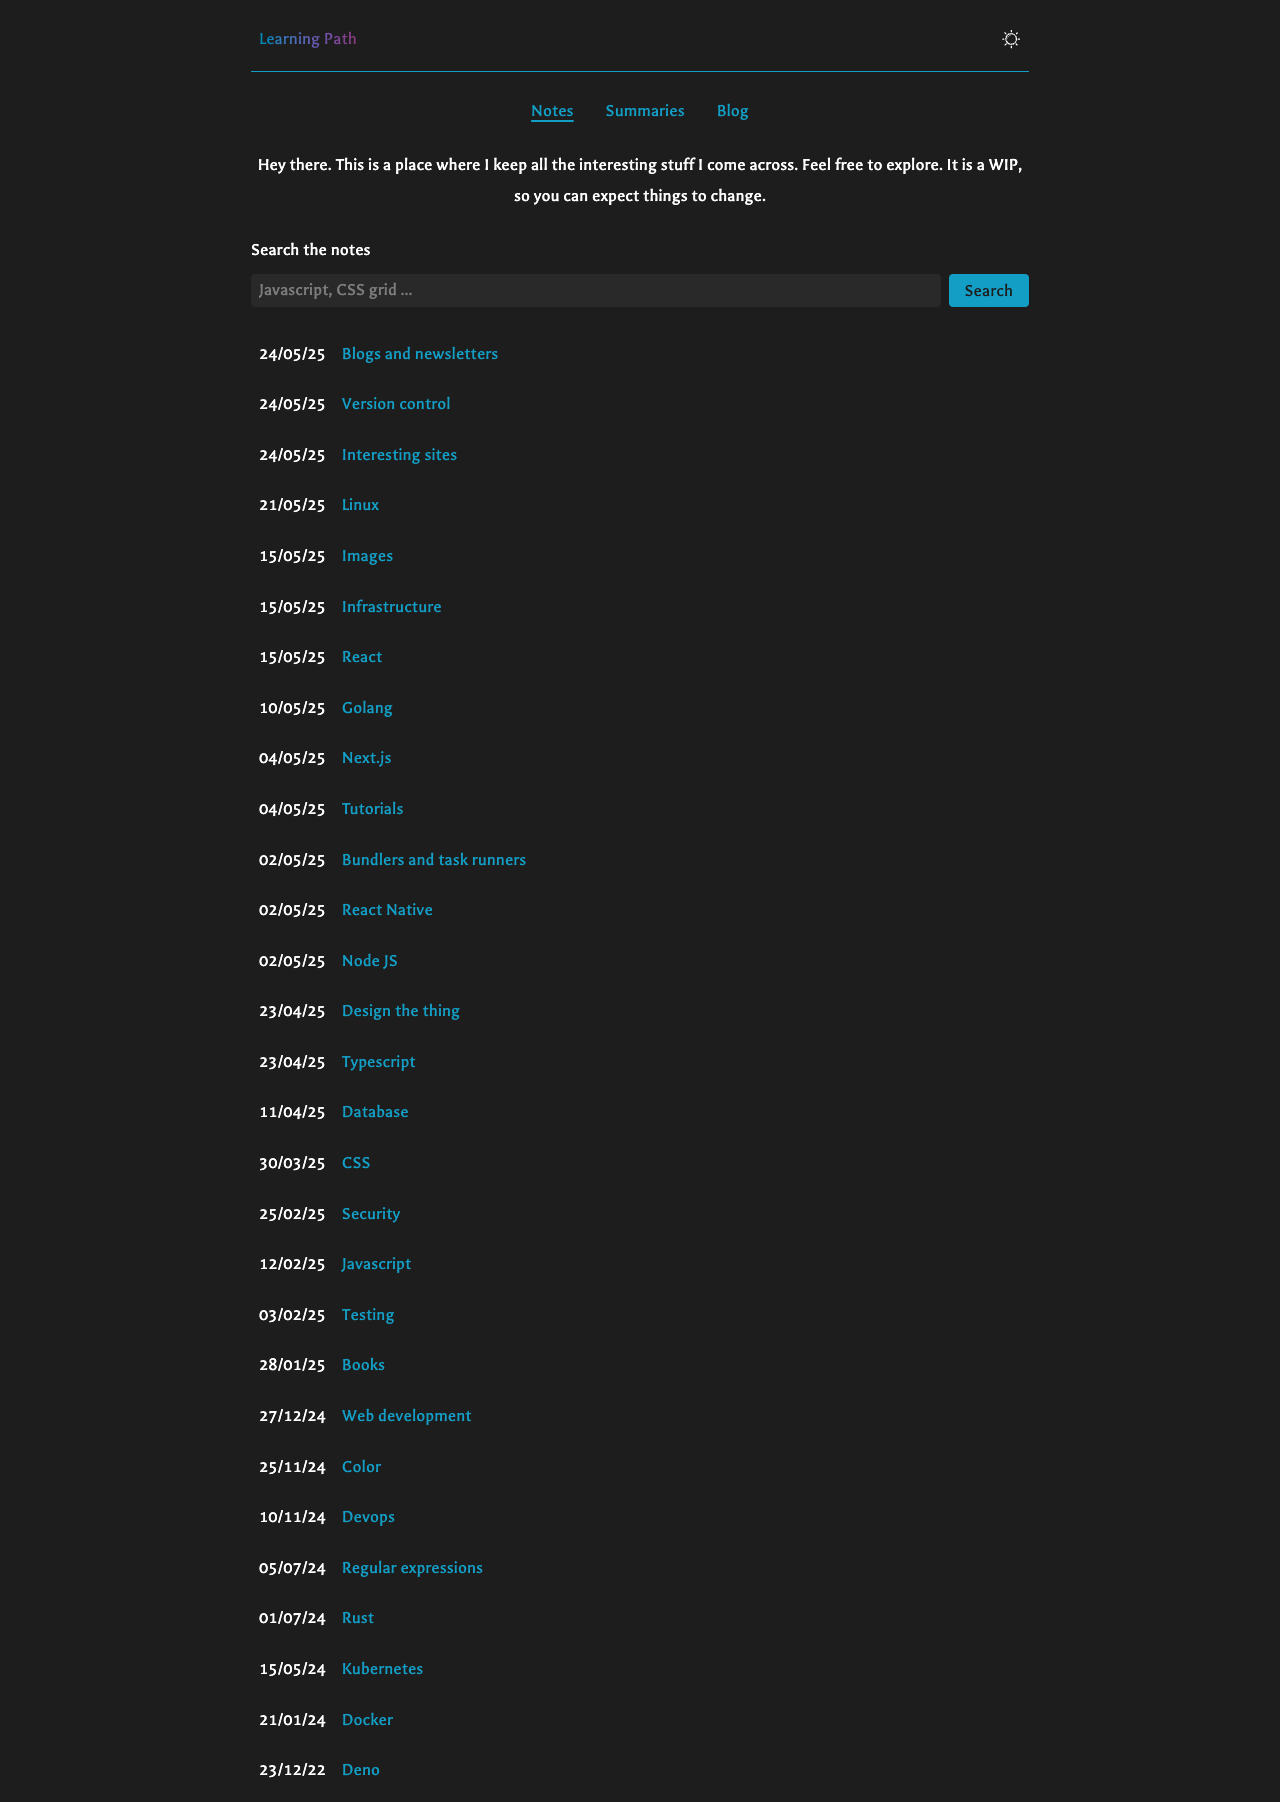 Learning Path
Notes Summaries Blog
Hey there. This is a place where I keep all the interesting stuff I come across. Feel free to explore. It is a WIP,
so you can expect things to change.
Search the notes
Javascript, CSS grid ... Search
24/05/25 Blogs and newsletters
24/05/25 Version control
24/05/25 Interesting sites
21/05/25 Linux
15/05/25 Images
15/05/25 Infrastructure
15/05/25 React
10/05/25 Golang
04/05/25 Next.js
04/05/25 Tutorials
02/05/25 Bundlers and task runners
02/05/25 React Native
02/05/25 Node JS
23/04/25 Design the thing
23/04/25 Typescript
11/04/25 Database
30/03/25 CSS
25/02/25 Security
12/02/25 Javascript
03/02/25 Testing
28/01/25 Books
27/12/24 Web development
25/11/24 Color
10/11/24 Devops
05/07/24 Regular expressions
01/07/24 Rust
15/05/24 Kubernetes
21/01/24 Docker
23/12/22 Deno